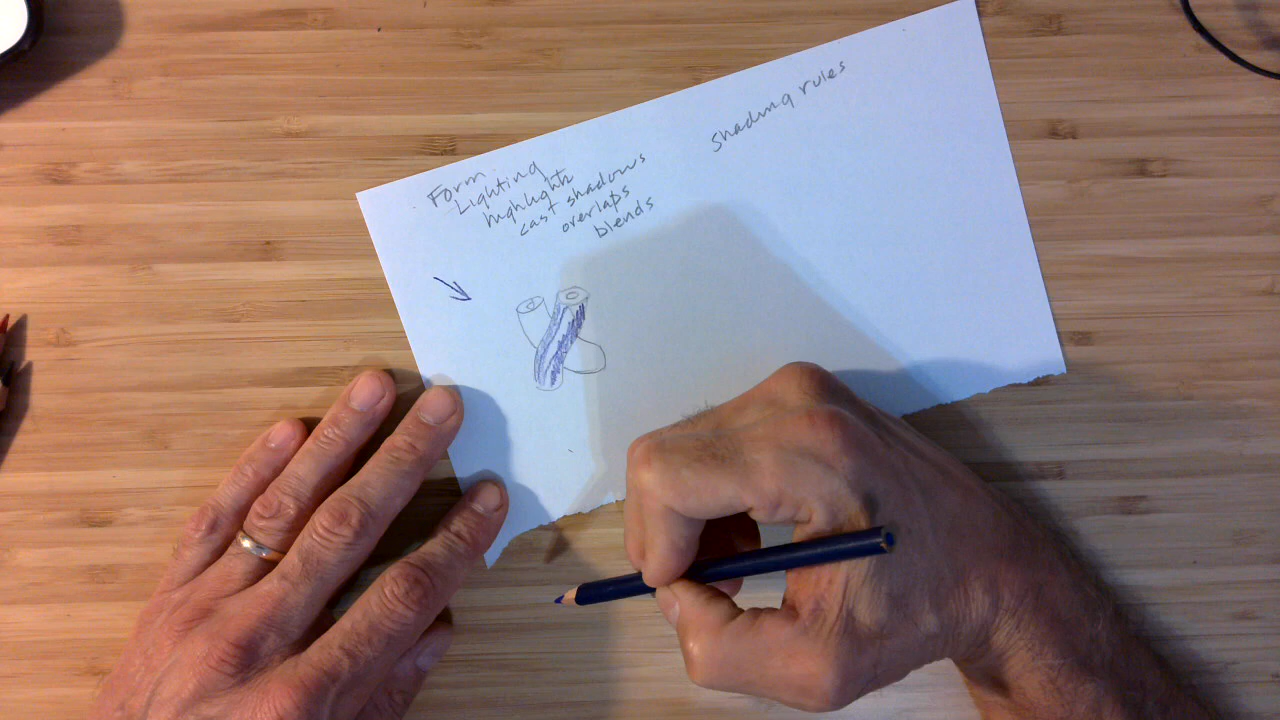 Form
Lighting
highlights
cast shadows
overlaps
blends
shading rules